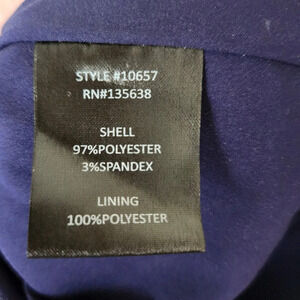 STYLE #10657
RN#135638
SHELL
97%POLYESTER
3%SPANDEX
LINING
100%POLYESTER